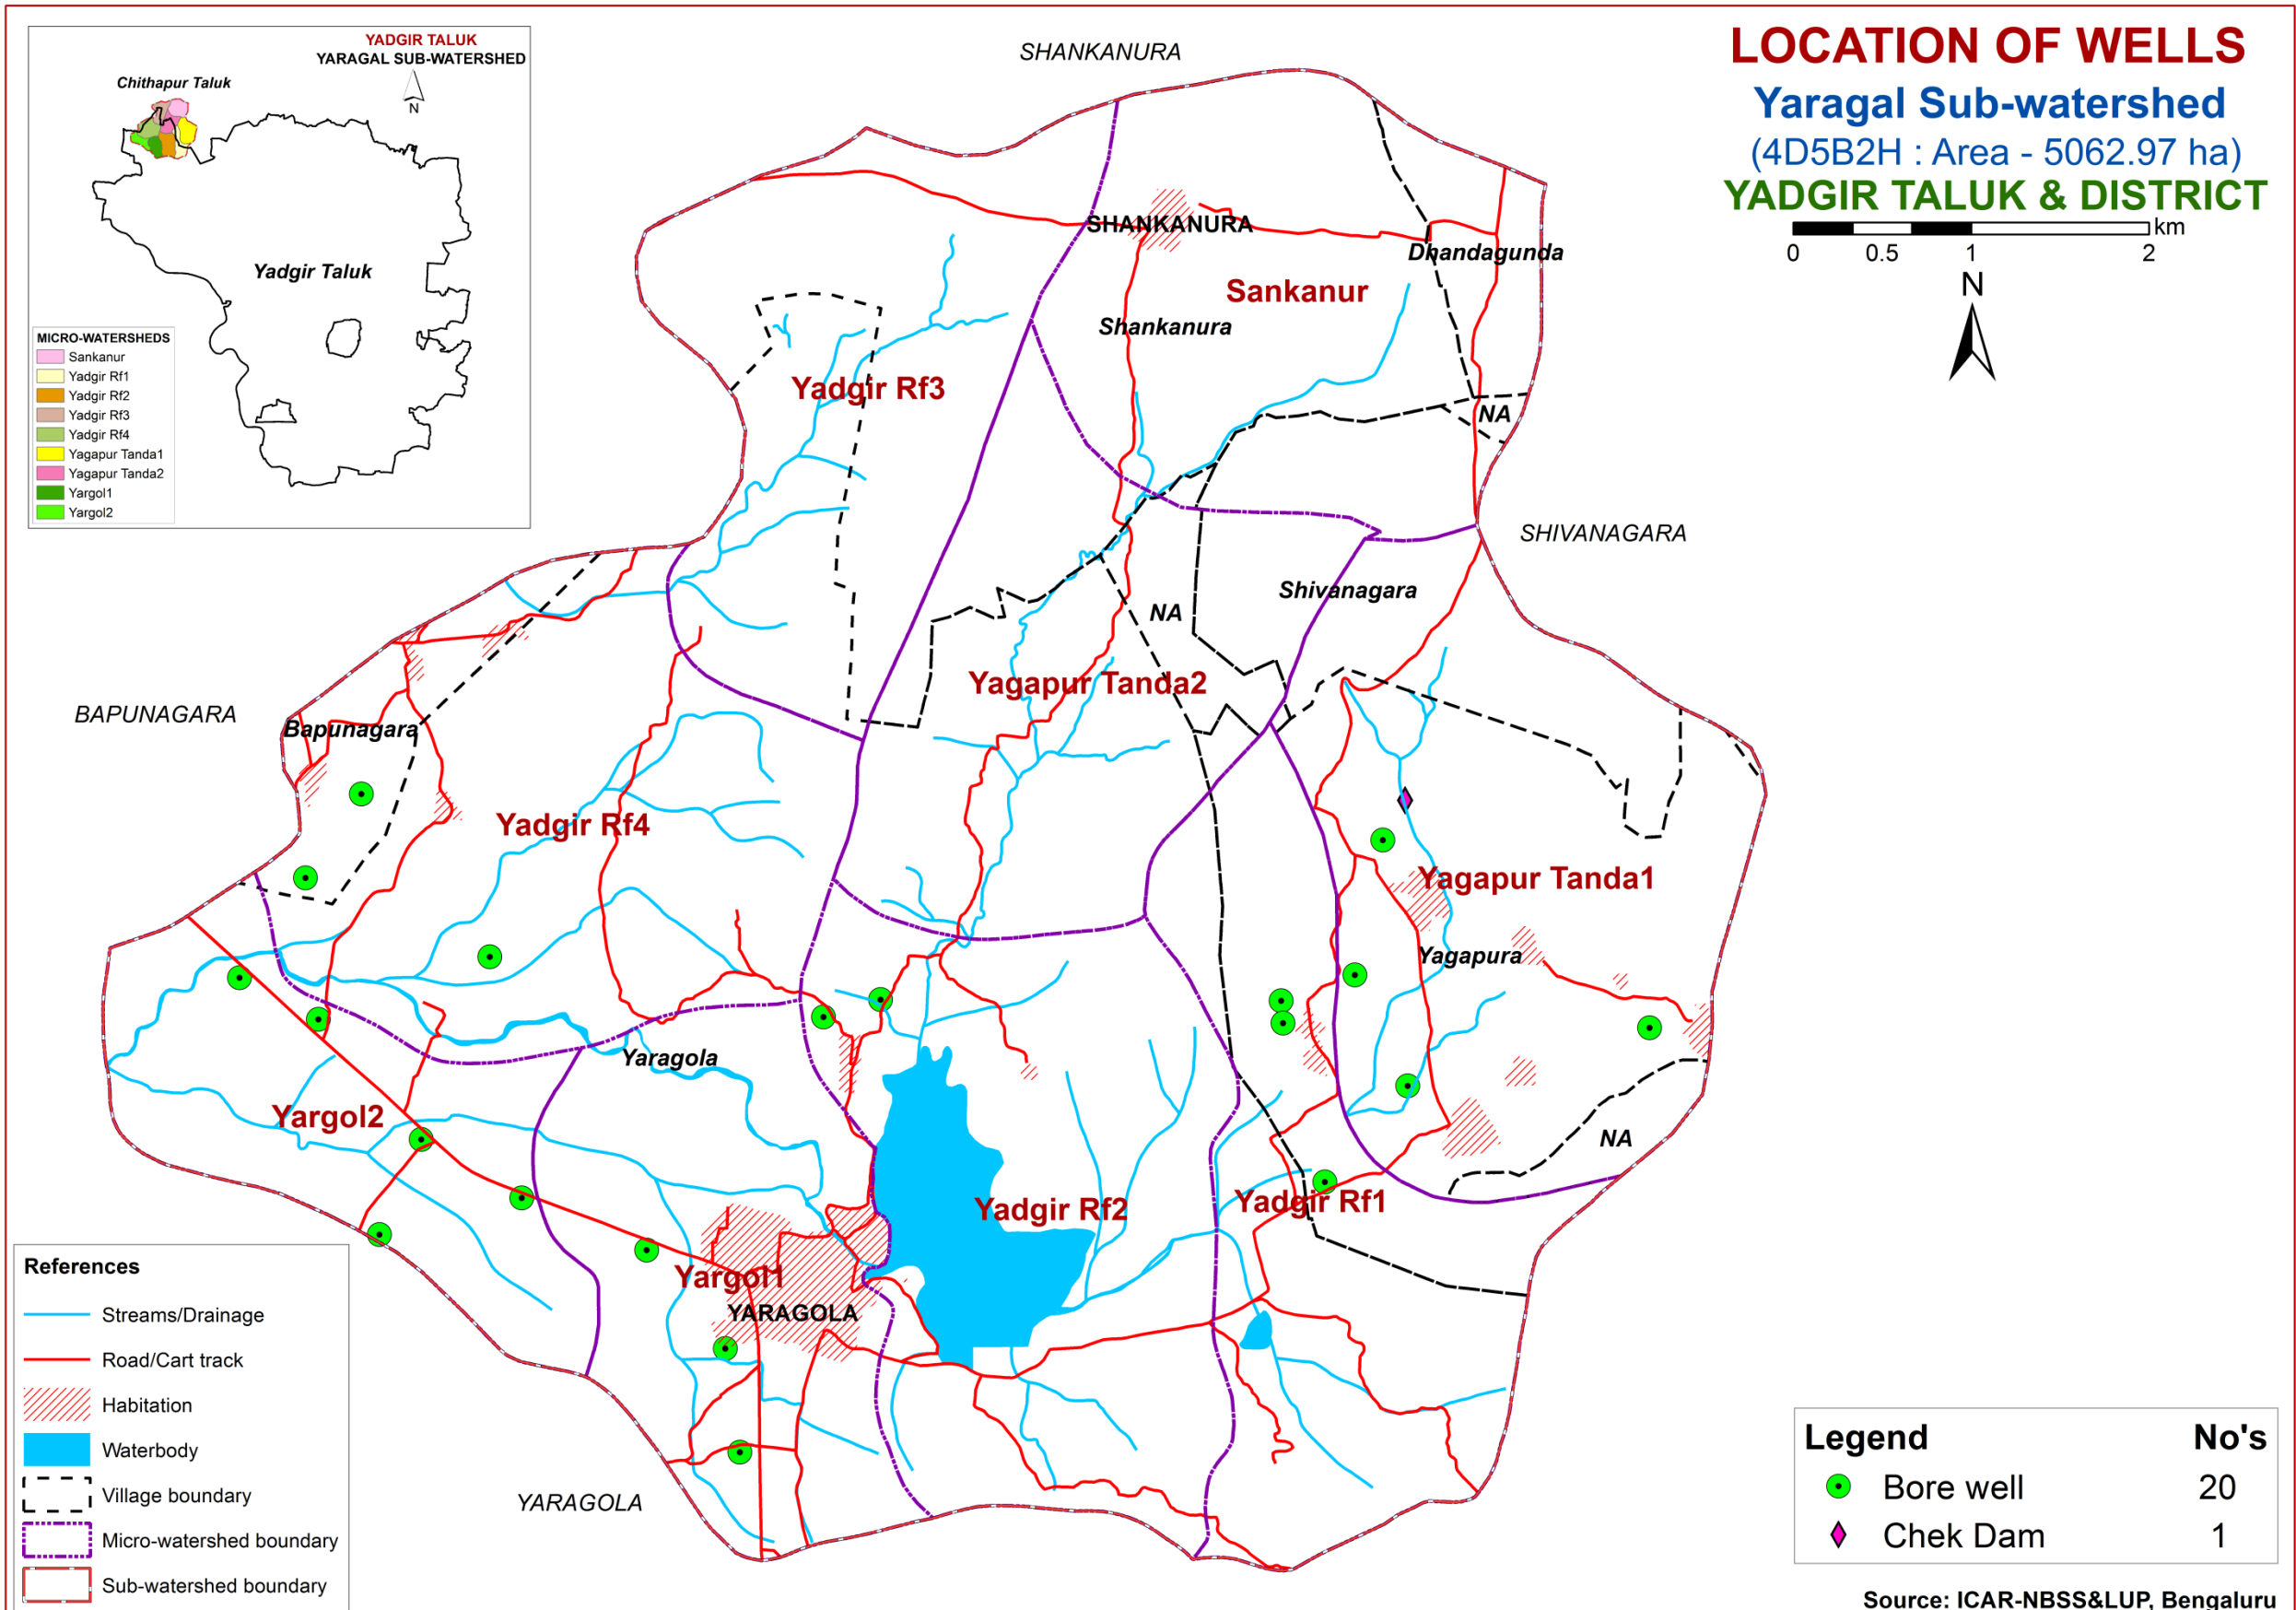 YADGIR TALUK
YARAGAL SUB-WATERSHED
N
Chithapur Taluk
Yadgir Taluk
MICRO-WATERSHEDS
Sankanur
Yadgir Rf1
Yadgir Rf2
Yadgir Rf3
Yadgir Rf4
Yagapur Tanda1
Yagapur Tanda2
Yargol1
Yargol2
LOCATION OF WELLS
Yaragal Sub-watershed
(4D5B2H : Area - 5062.97 ha)
YADGIR TALUK & DISTRICT
km
0 0.5 1 2
N
SHANKANURA
SHANKANURA
Dhandagunda
Sankanur
Shankanura
Yadgir Rf3
NA
SHIVANAGARA
Shivanagara
NA
Yagapur Tanda2
BAPUNAGARA
Bapunagara
Yadgir Rf4
Yagapur Tanda1
Yagapura
Yaragola
Yargol2
NA
Yadgir Rf2
Yadgir Rf1
Yargol1
YARAGOLA
YARAGOLA
References
Streams/Drainage
Road/Cart track
Habitation
Waterbody
Village boundary
Micro-watershed boundary
Sub-watershed boundary
Legend No's
Bore well 20
Chek Dam 1
Source: ICAR-NBSS&LUP, Bengaluru